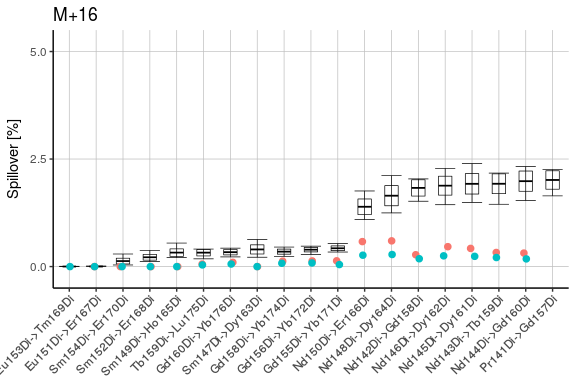 M+16
Spillover [%]
5.0
2.5
0.0
Eu153Di->Tm169Di
Eu151Di->Er167Di
Sm154Di->Er170Di
Sm152Di->Er168Di
Sm149Di->Ho165Di
Tb159Di->Lu175Di
Gd160Di->Yb176Di
Sm147Di->Dy163Di
Gd158Di->Yb174Di
Gd156Di->Yb172Di
Gd155Di->Yb171Di
Nd150Di->Er166Di
Nd148Di->Dy164Di
Nd142Di->Gd158Di
Nd146Di->Dy162Di
Nd145Di->Dy161Di
Nd143Di->Tb159Di
Nd144Di->Gd160Di
Pr141Di->Gd157Di